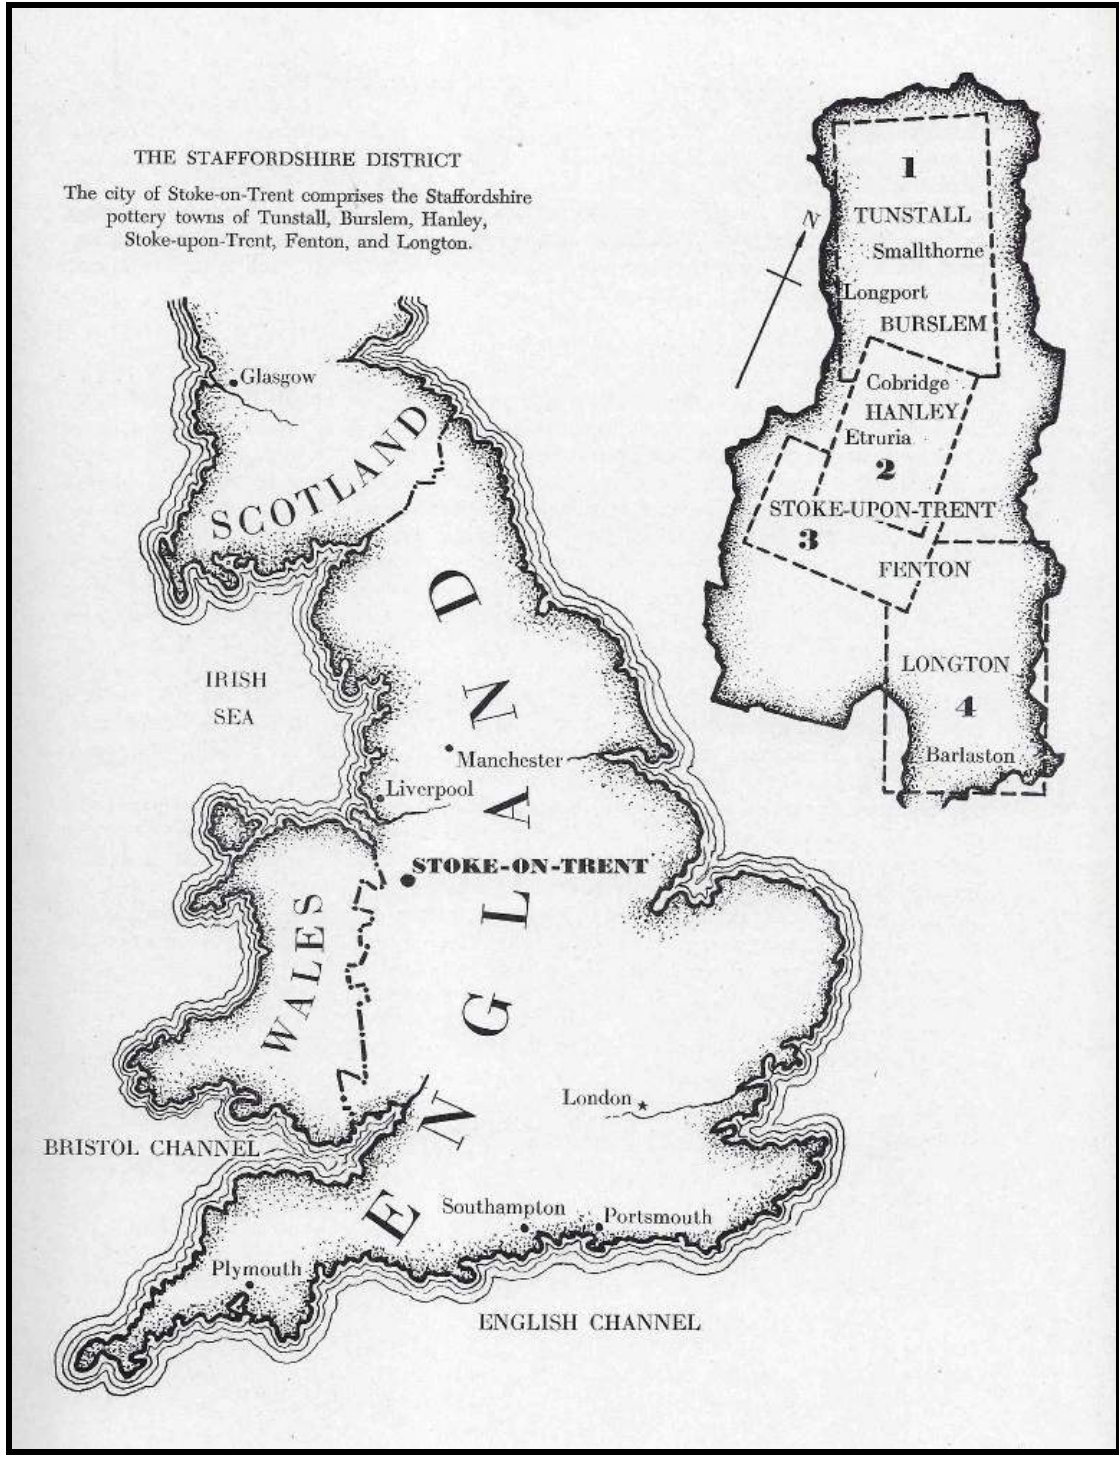 THE STAFFORDSHIRE DISTRICT
The city of Stoke-on-Trent comprises the Staffordshire
pottery towns of Tunstall, Burslem, Hanley,
Stoke-upon-Trent, Fenton, and Longton.
N
1
TUNSTALL
Smallthorne
Longport
BURSLEM
Cobridge
HANLEY
Etruria
2
STOKE-UPON-TRENT
3
FENTON
LONGTON
4
Barlaston
Glasgow
SCOTLAND
IRISH
SEA
Manchester
Liverpool
STOKE-ON-TRENT
WALES
ENGLAND
London
BRISTOL CHANNEL
Southampton
Portsmouth
Plymouth
ENGLISH CHANNEL